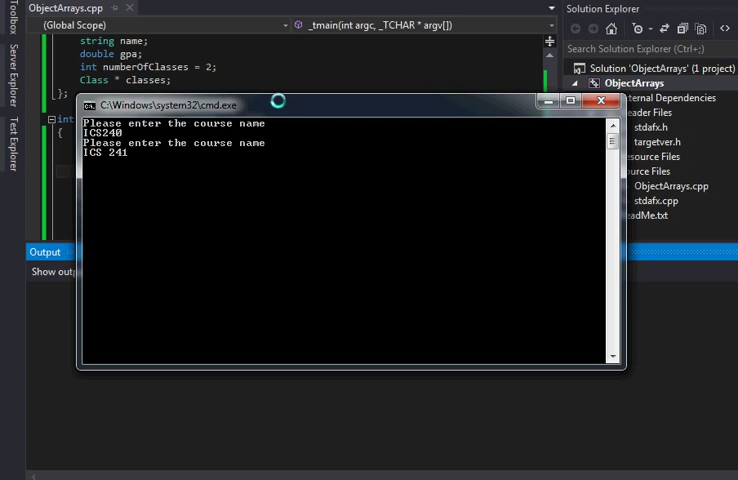 ObjectArrays.cpp
(Global Scope)
_tmain(int argc, _TCHAR * argv[])
string name;
double gpa;
int numberOfClasses = 2;
Class * classes;
};
int
{
C:\Windows\system32\cmd.exe
Please enter the course name
ICS240
Please enter the course name
ICS 241
Output
Show outp
Toolbox
Server Explorer
Test Explorer
Solution Explorer
Search Solution Explorer (Ctrl+;)
Solution 'ObjectArrays' (1 project)
ObjectArrays
ternal Dependencies
eader Files
stdafx.h
targetver.h
esource Files
ource Files
ObjectArrays.cpp
stdafx.cpp
eadMe.txt